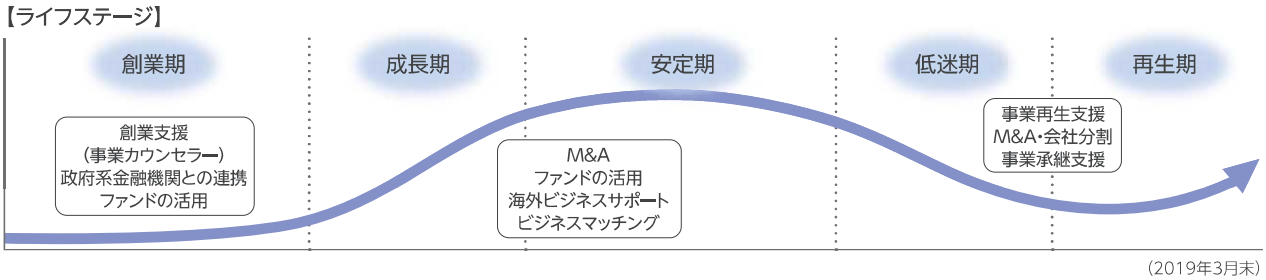 【ライフステージ】
創業期
成長期
安定期
低迷期
再生期
創業支援
(事業カウンセラー)
政府系金融機関との連携
ファンドの活用
M&A
ファンドの活用
海外ビジネスサポート
ビジネスマッチング
事業再生支援
M&A・会社分割
事業承継支援
(2019年3月末)